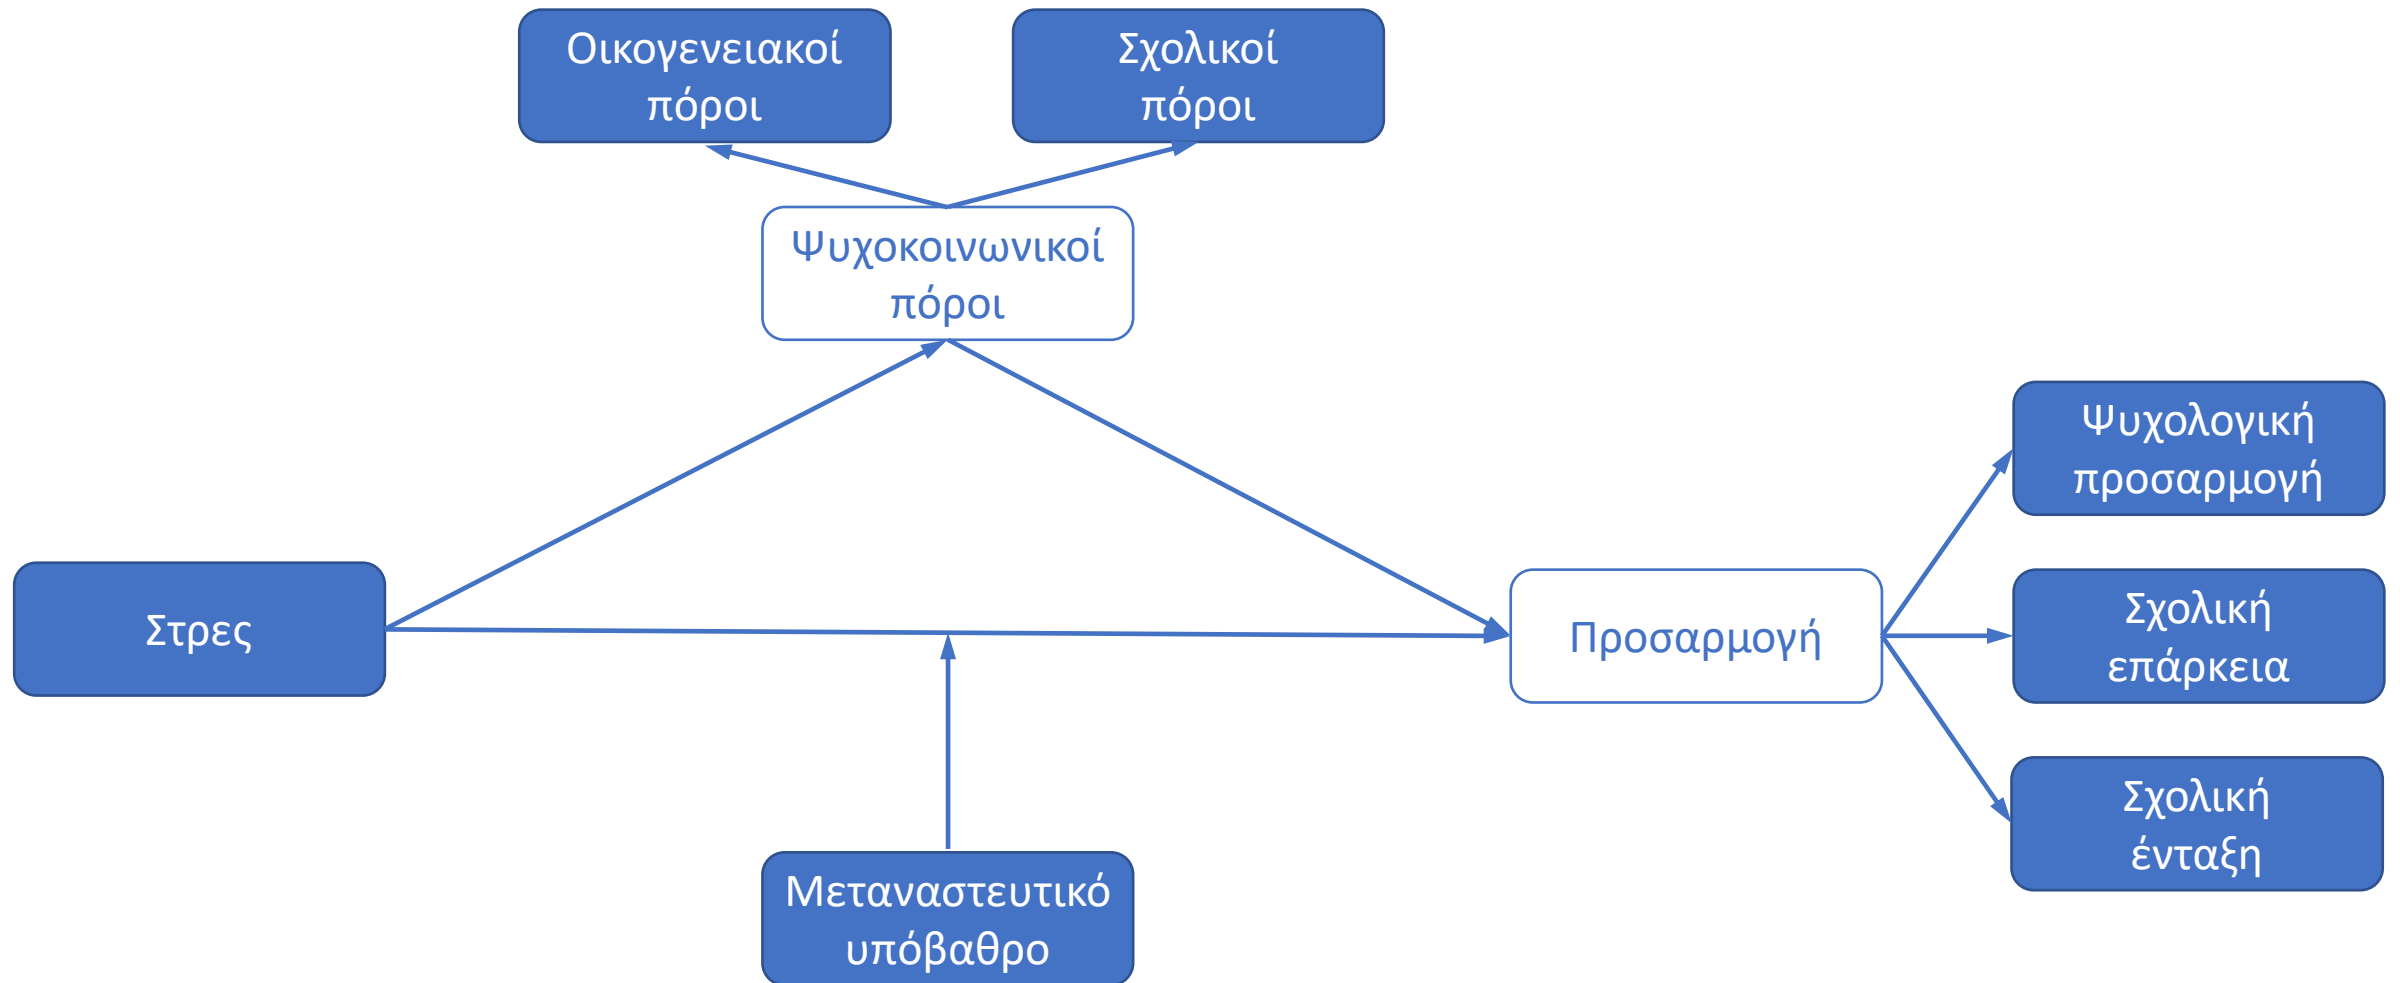 Οικογενειακοί
πόροι
Σχολικοί
πόροι
Ψυχοκοινωνικοί
πόροι
Ψυχολογική
προσαρμογή
Στρες
Προσαρμογή
Σχολική
επάρκεια
Σχολική
ένταξη
Μεταναστευτικό
υπόβαθρο